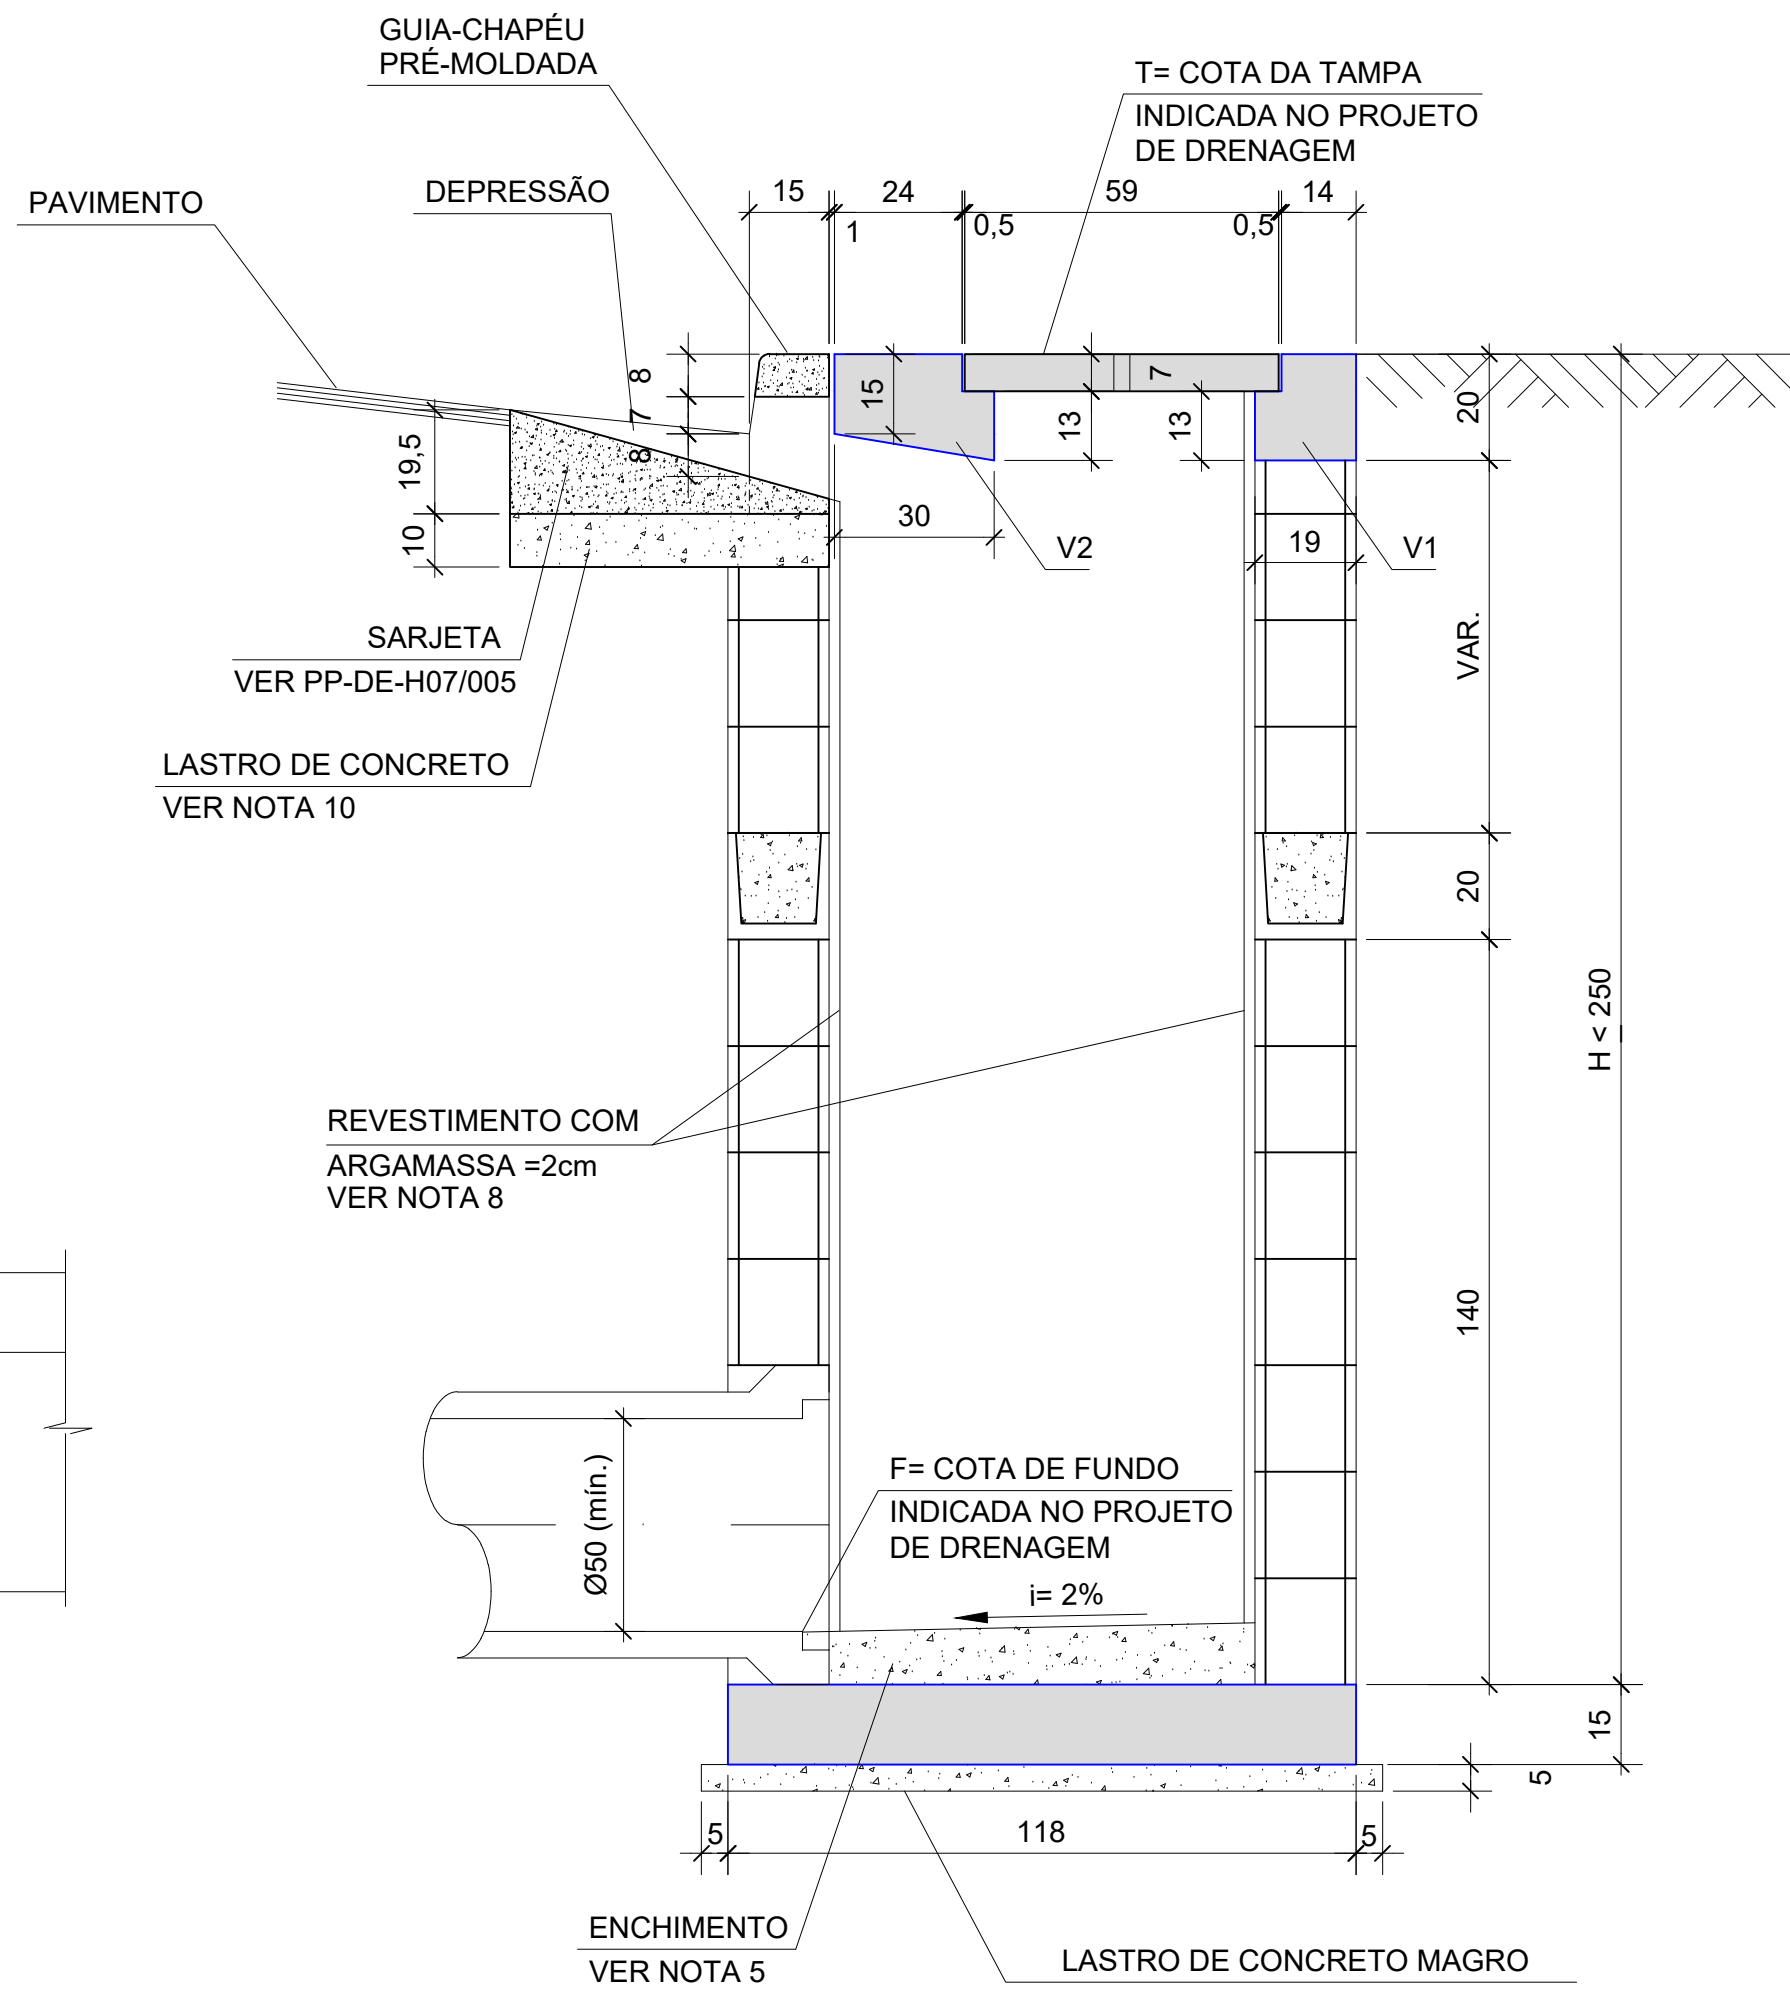 GUIA-CHAPÉU
PRÉ-MOLDADA
T= COTA DA TAMPA
INDICADA NO PROJETO
DE DRENAGEM
PAVIMENTO
DEPRESSÃO
15
24
59
14
1
0,5
0,5
8
7
8
15
7
13
13
20
19,5
10
30
V2
19
V1
SARJETA
VER PP-DE-H07/005
VAR.
LASTRO DE CONCRETO
VER NOTA 10
20
H ≤ 250
REVESTIMENTO COM
ARGAMASSA =2cm
VER NOTA 8
140
Ø50 (mín.)
F= COTA DE FUNDO
INDICADA NO PROJETO
DE DRENAGEM
i= 2%
15
5
5
118
5
ENCHIMENTO
VER NOTA 5
LASTRO DE CONCRETO MAGRO